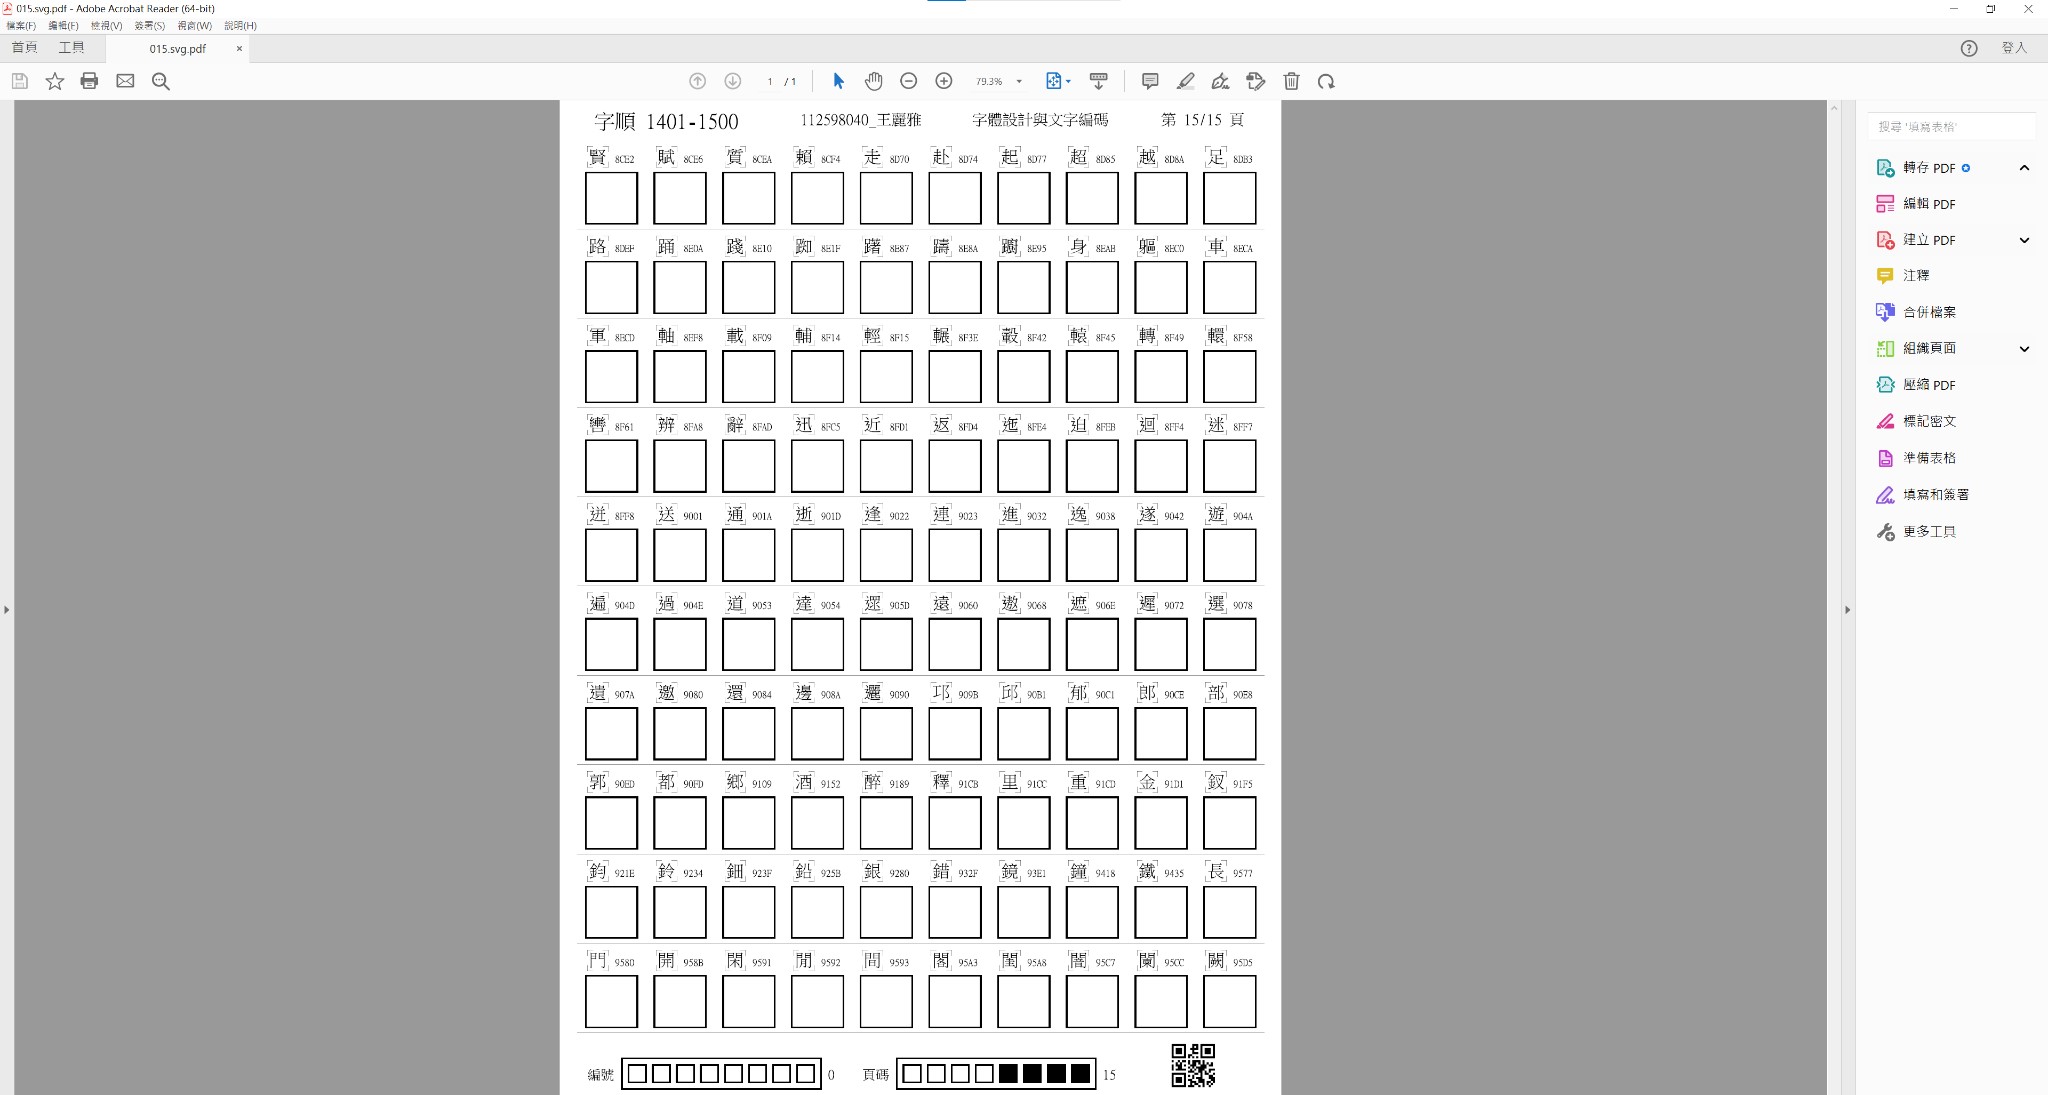 015.svg.pdf - Adobe Acrobat Reader (64-bit)
檔案(F) 編輯(E) 檢視(V) 簽署(S) 視窗(W) 說明(H)
首頁 工具 015.svg.pdf × 登入
1 / 1 79.3%
字順 1401-1500 112598040_王麗雅 字體設計與文字編碼 第 15/15 頁
賢 8CE2 賦 8CE6 質 8CEA 賴 8CF4 走 8D70 赴 8D74 起 8D77 超 8D85 越 8D8A 足 8DB3
路 8DEF 踊 8E0A 踐 8E10 踟 8E1F 躇 8E87 躊 8E8A 躕 8E95 身 8EAB 軀 8EC0 車 8ECA
軍 8ECD 軸 8EF8 載 8F09 輔 8F14 輕 8F15 輾 8F3E 轂 8F42 轅 8F45 轉 8F49 轘 8F58
轡 8F61 辨 8FA8 辭 8FAD 迅 8FC5 近 8FD1 返 8FD4 迤 8FE4 迫 8FEB 迴 8FF4 迷 8FF7
迸 8FF8 送 9001 通 901A 逝 901D 逢 9022 連 9023 進 9032 逸 9038 遂 9042 遊 904A
遍 904D 過 904E 道 9053 達 9054 遝 905D 遠 9060 遨 9068 遮 906E 遲 9072 選 9078
遺 907A 邀 9080 還 9084 邊 908A 邐 9090 邛 909B 邱 90B1 郁 90C1 郎 90CE 部 90E8
郭 90ED 都 90FD 鄉 9109 酒 9152 醉 9189 釋 91CB 里 91CC 重 91CD 金 91D1 釵 91F5
鈞 921E 鈴 9234 鈿 923F 鉛 925B 銀 9280 錯 932F 鏡 93E1 鐘 9418 鐵 9435 長 9577
門 9580 開 958B 閑 9591 閒 9592 間 9593 閣 95A3 閨 95A8 闇 95C7 闌 95CC 闕 95D5
編號 0 頁碼 15
搜尋 '填寫表格'
轉存 PDF
編輯 PDF
建立 PDF
注釋
合併檔案
組織頁面
壓縮 PDF
標記密文
準備表格
填寫和簽署
更多工具